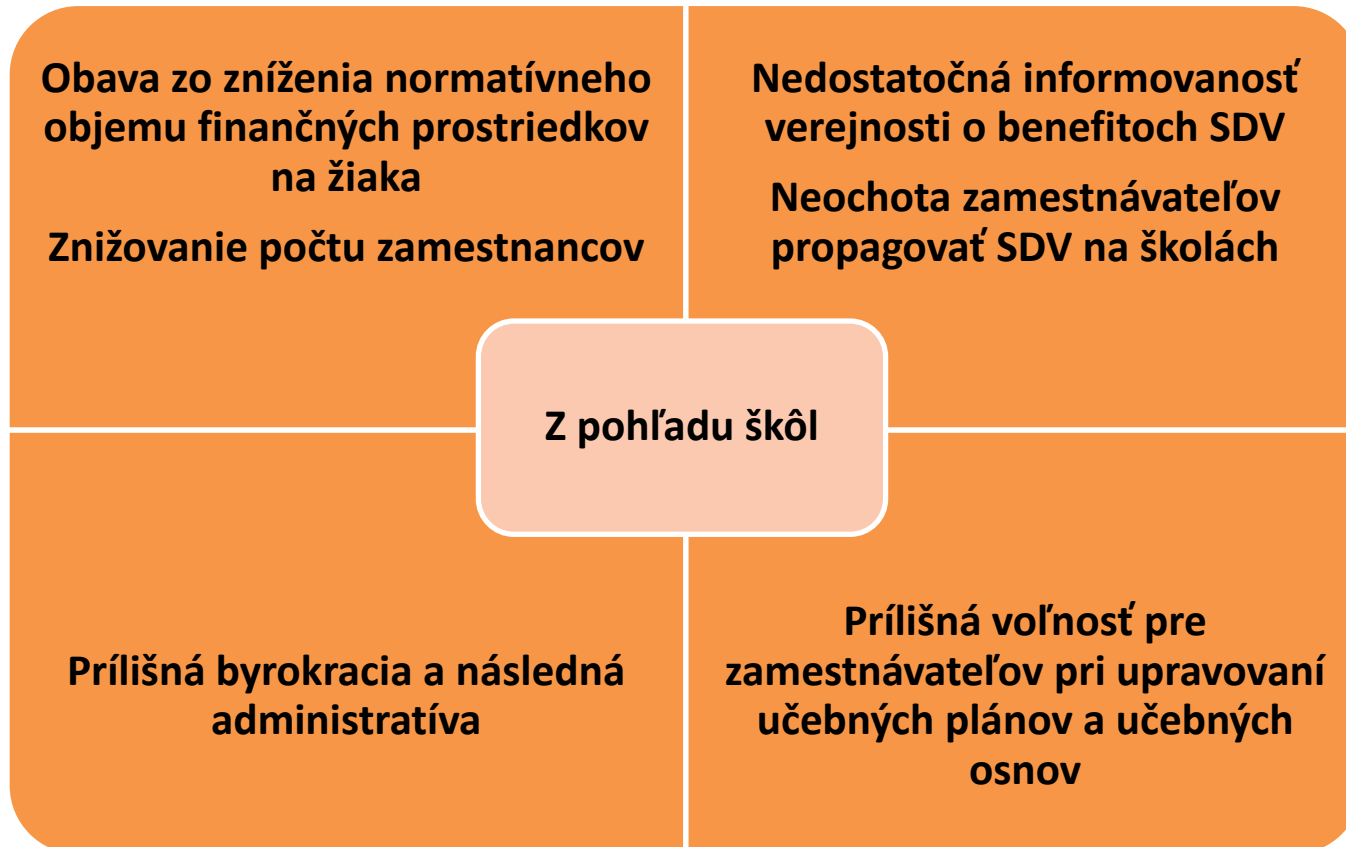 Obava zo zníženia normatívneho
objemu finančných prostriedkov
na žiaka
Znižovanie počtu zamestnancov
Nedostatočná informovanosť
verejnosti o benefitoch SDV
Neochota zamestnávateľov
propagovať SDV na školách
Z pohľadu škôl
Prílišná byrokracia a následná
administratíva
Prílišná voľnosť pre
zamestnávateľov pri upravovaní
učebných plánov a učebných
osnov